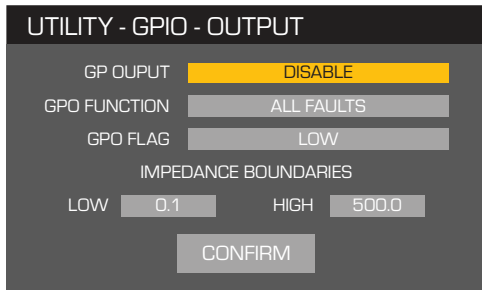 UTILITY - GPIO - OUTPUT
GP OUPUT DISABLE
GPO FUNCTION ALL FAULTS
GPO FLAG LOW
IMPEDANCE BOUNDARIES
LOW 0.1 HIGH 500.0
CONFIRM